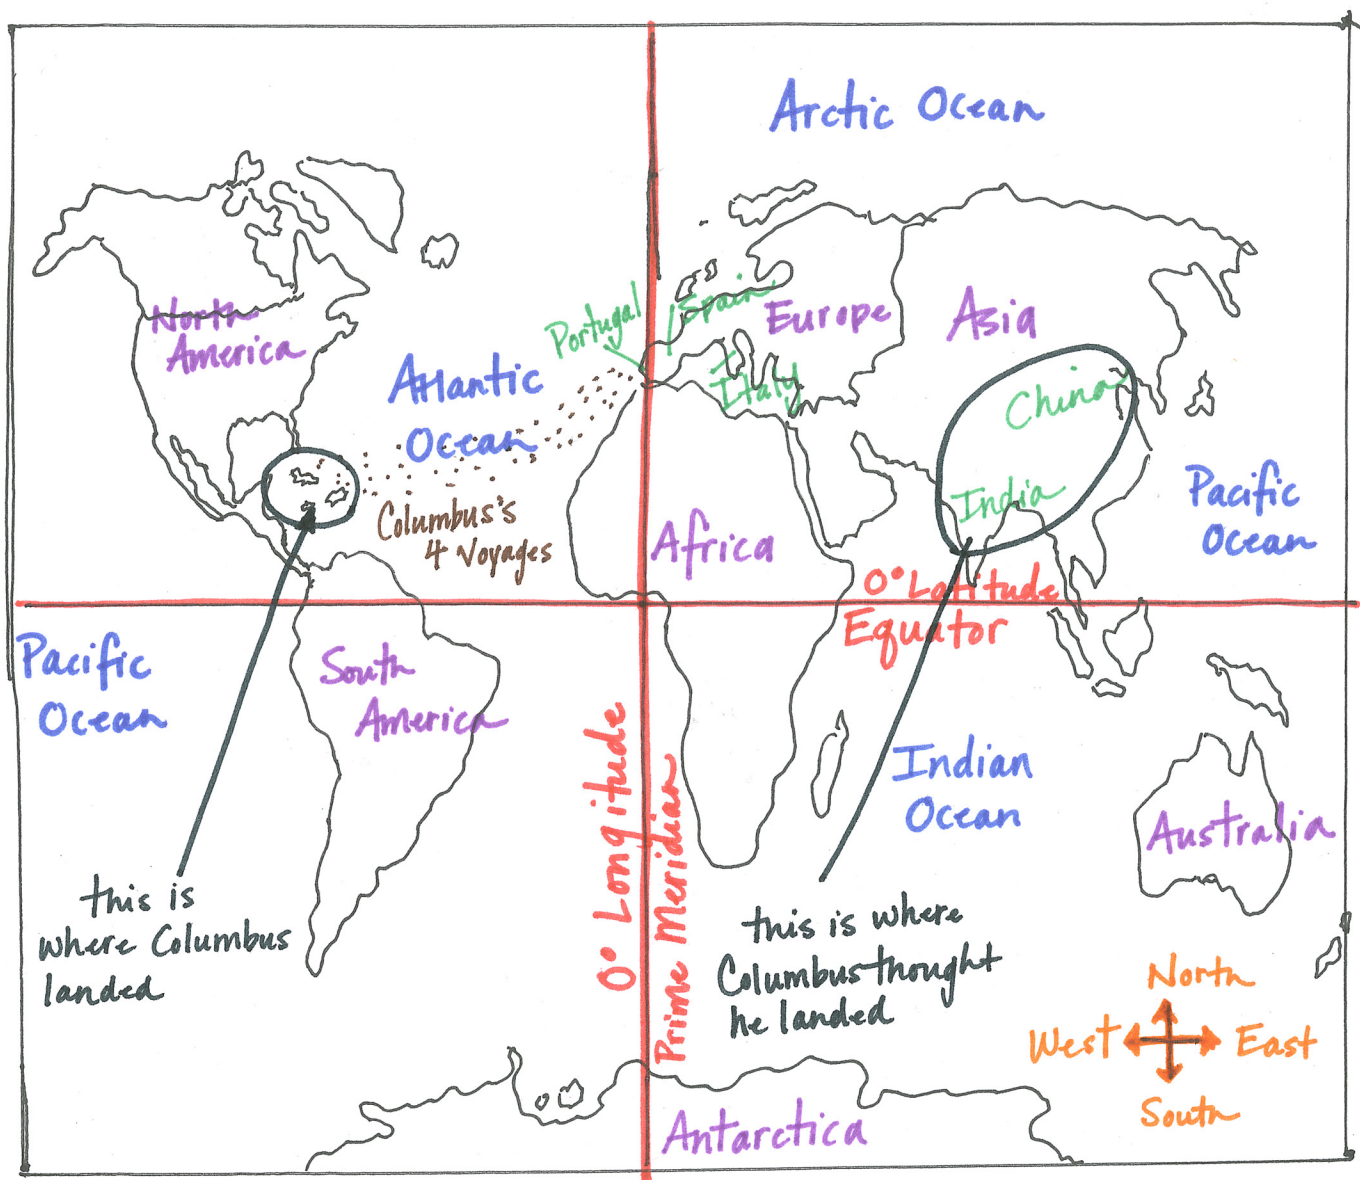 Arctic Ocean
North
America
Atlantic
Ocean
Portugal
Spain
Italy
Europe
Asia
China
India
Pacific
Ocean
Columbus's
4 Voyages
Africa
0° Latitude
Equator
Pacific
Ocean
South
America
0° Longitude
Prime Meridian
Indian
Ocean
Australia
this is
where Columbus
landed
this is where
Columbus thought
he landed
North
West
East
South
Antarctica